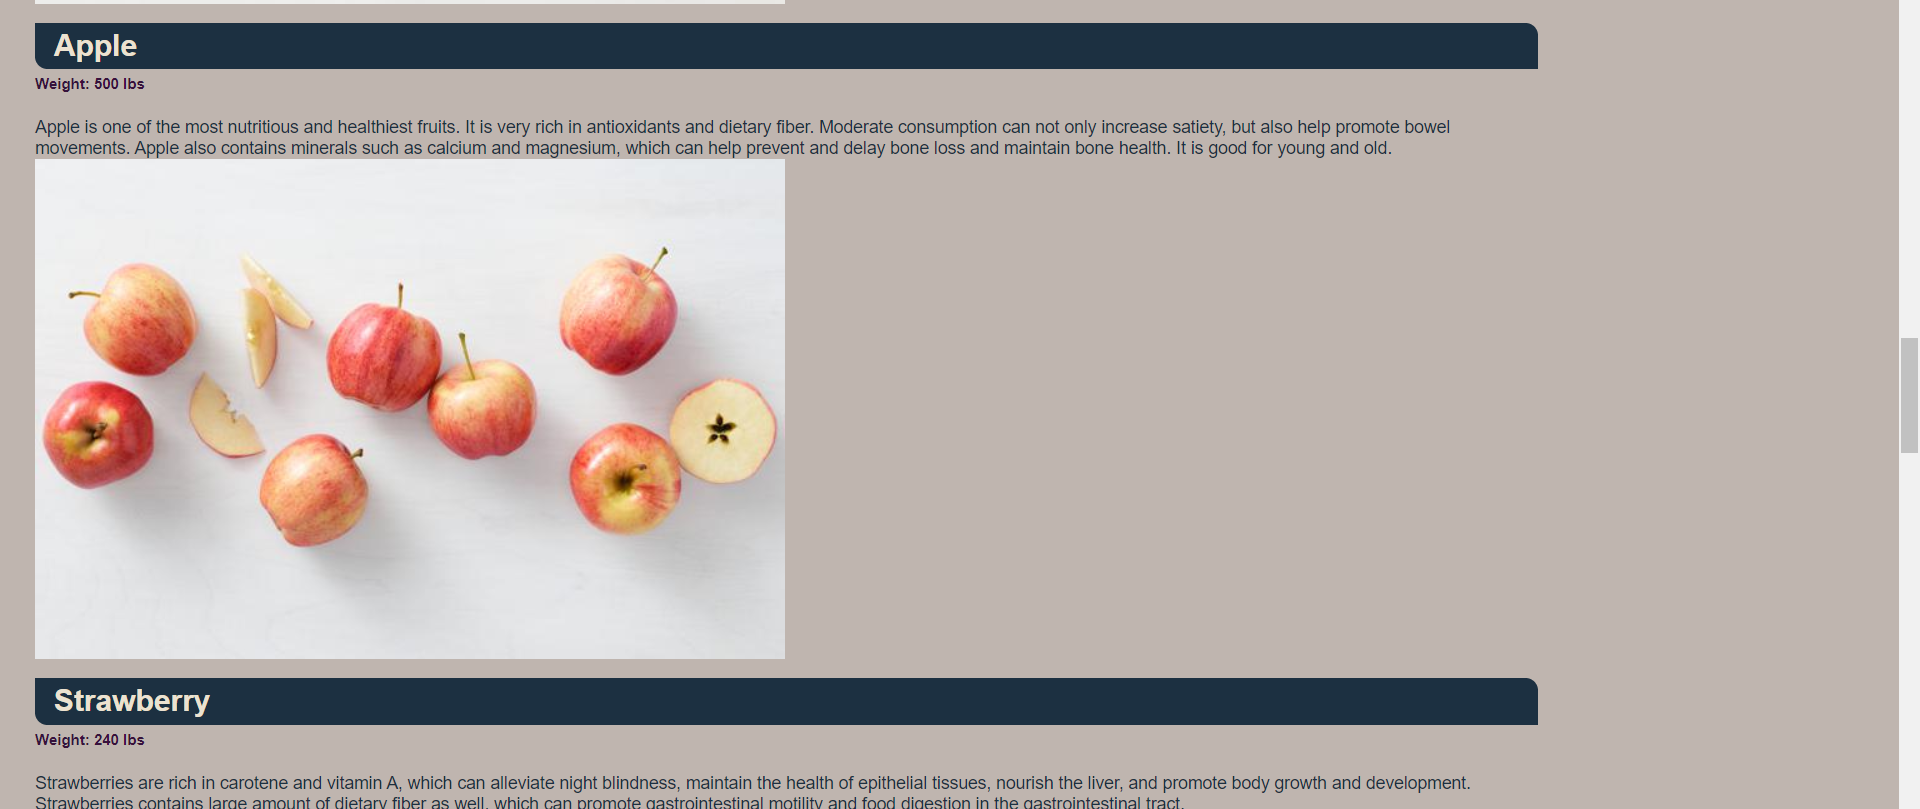 Apple
Weight: 500 lbs
Apple is one of the most nutritious and healthiest fruits. It is very rich in antioxidants and dietary fiber. Moderate consumption can not only increase satiety, but also help promote bowel
movements. Apple also contains minerals such as calcium and magnesium, which can help prevent and delay bone loss and maintain bone health. It is good for young and old.
Strawberry
Weight: 240 lbs
Strawberries are rich in carotene and vitamin A, which can alleviate night blindness, maintain the health of epithelial tissues, nourish the liver, and promote body growth and development.
Strawberries contains large amount of dietary fiber as well, which can promote gastrointestinal motility and food digestion in the gastrointestinal tract.